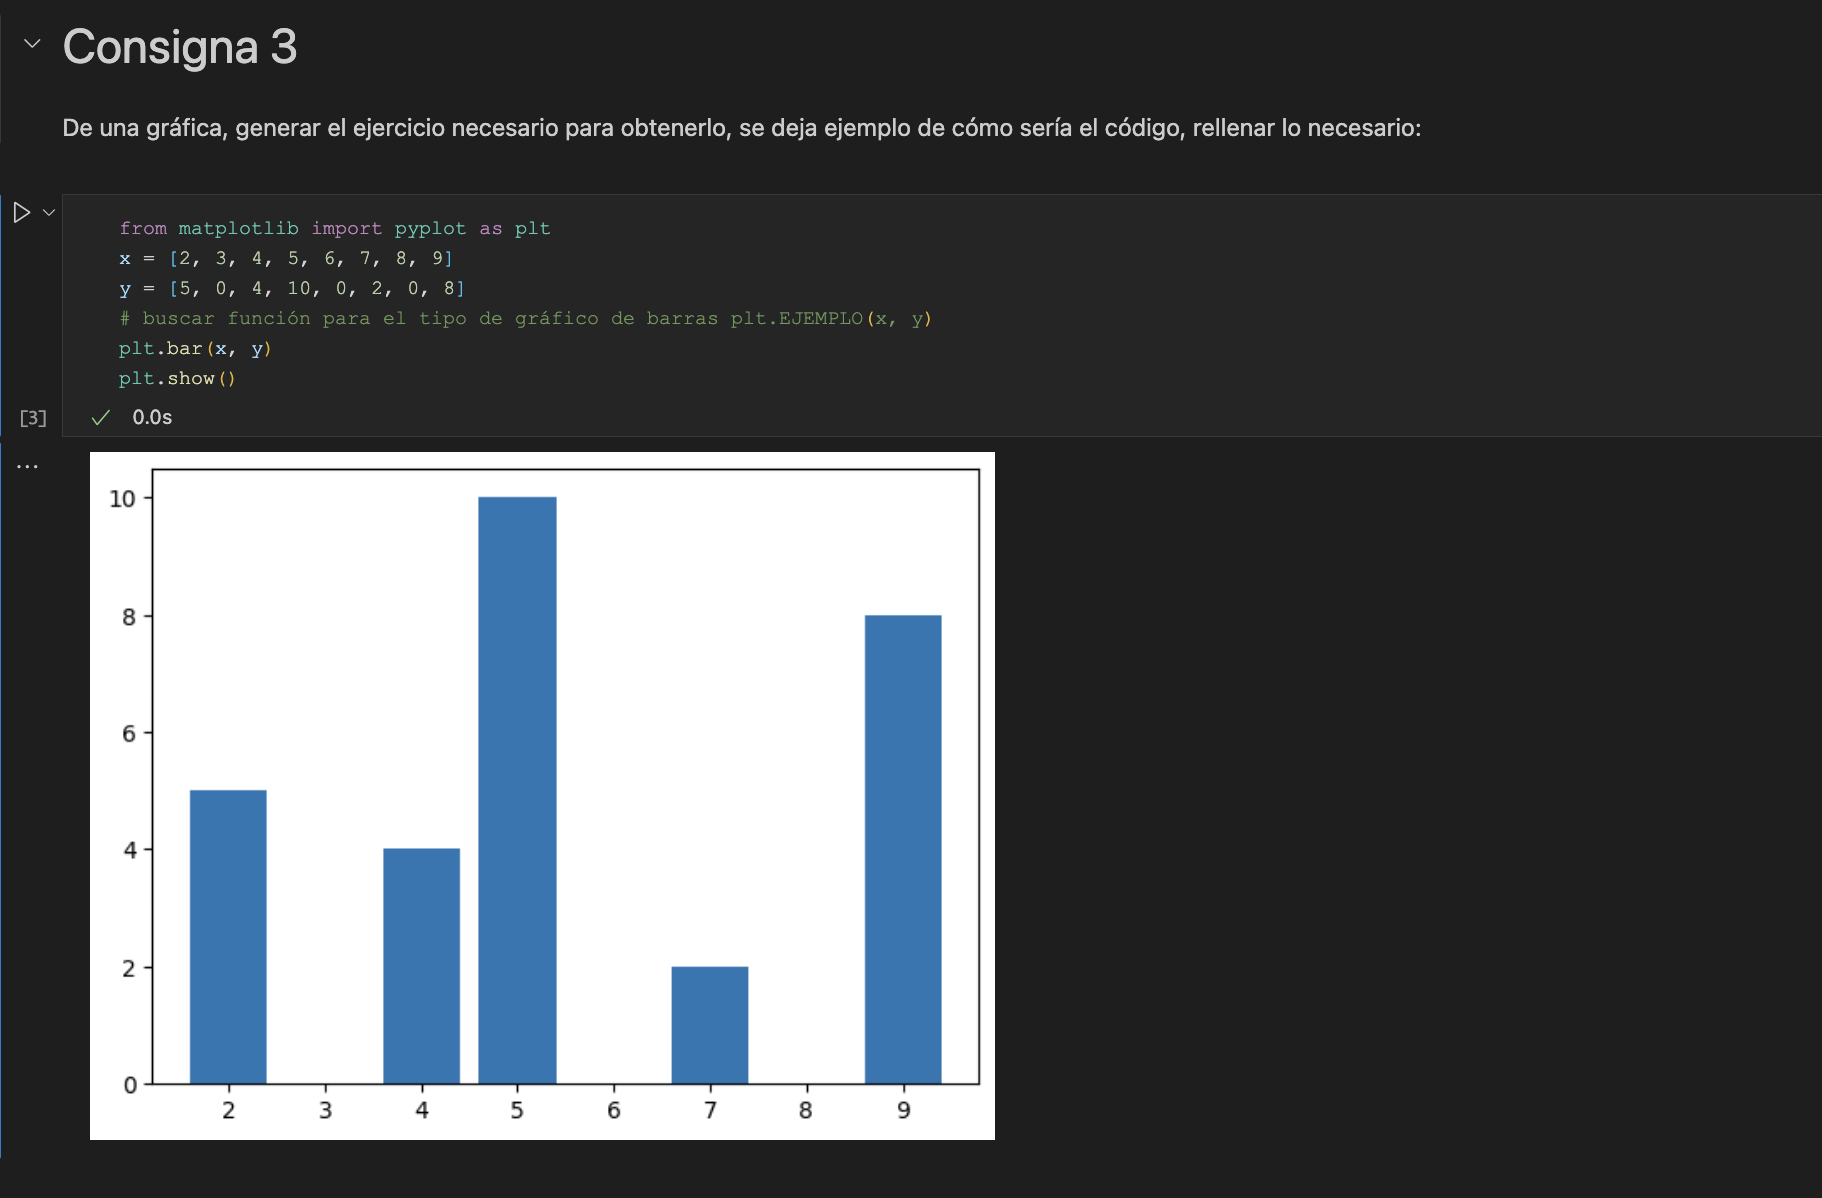 Consigna 3
De una gráfica, generar el ejercicio necesario para obtenerlo, se deja ejemplo de cómo sería el código, rellenar lo necesario:
from matplotlib import pyplot as plt
x = [2, 3, 4, 5, 6, 7, 8, 9]
y = [5, 0, 4, 10, 0, 2, 0, 8]
# buscar función para el tipo de gráfico de barras plt.EJEMPLO(x, y)
plt.bar(x, y)
plt.show()
[3] 0.0s
...
10
8
6
4
2
0
2 3 4 5 6 7 8 9